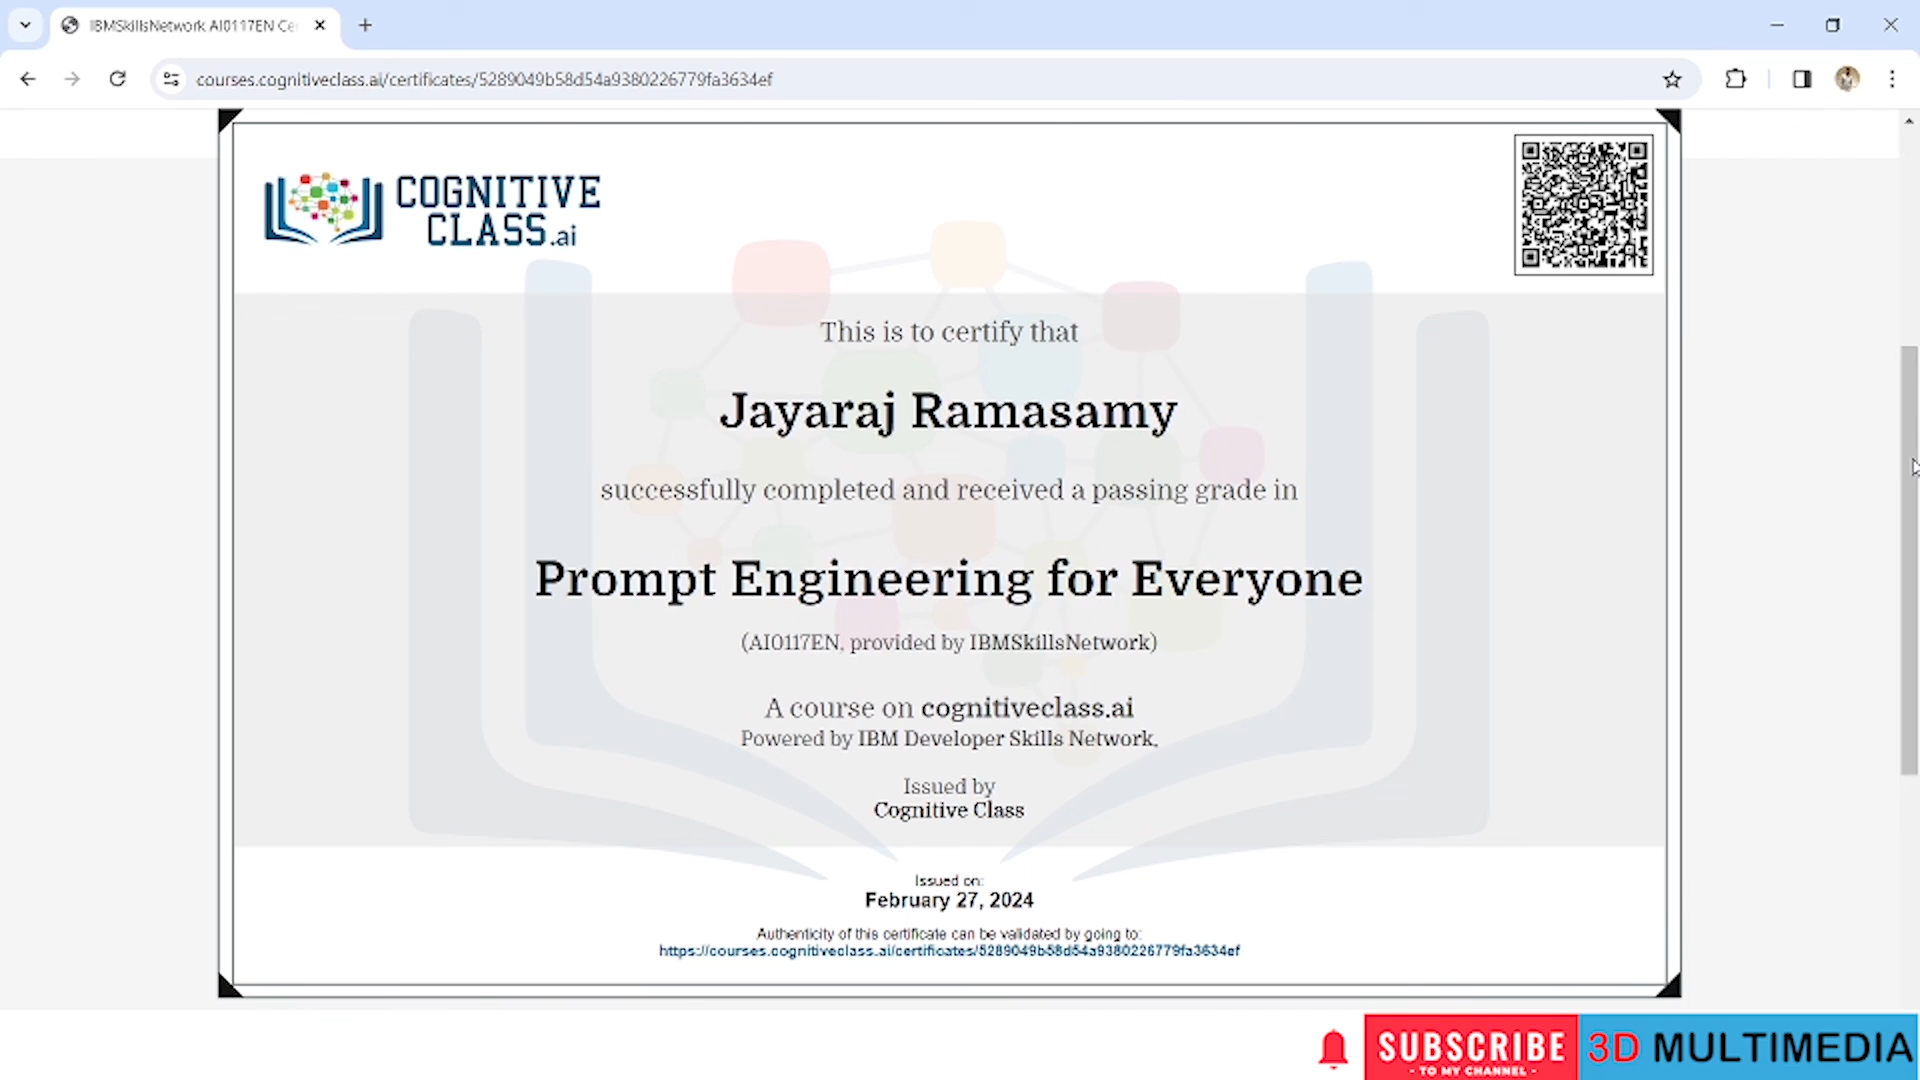 IBMSkillsNetwork AI0117EN Ce
courses.cognitiveclass.ai/certificates/5289049b58d54a9380226779fa3634ef
COGNITIVE
CLASS.ai
This is to certify that
Jayaraj Ramasamy
successfully completed and received a passing grade in
Prompt Engineering for Everyone
(AI0117EN, provided by IBMSkillsNetwork)
A course on cognitiveclass.ai
Powered by IBM Developer Skills Network.
Issued by
Cognitive Class
Issued on:
February 27, 2024
Authenticity of this certificate can be validated by going to:
https://courses.cognitiveclass.ai/certificates/5289049b58d54a9380226779fa3634ef
SUBSCRIBE
- TO MY CHANNEL -
3D MULTIMEDIA